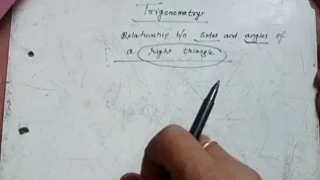 Trigonometry:
Relationship b/n Sides and angles of
a right triangle